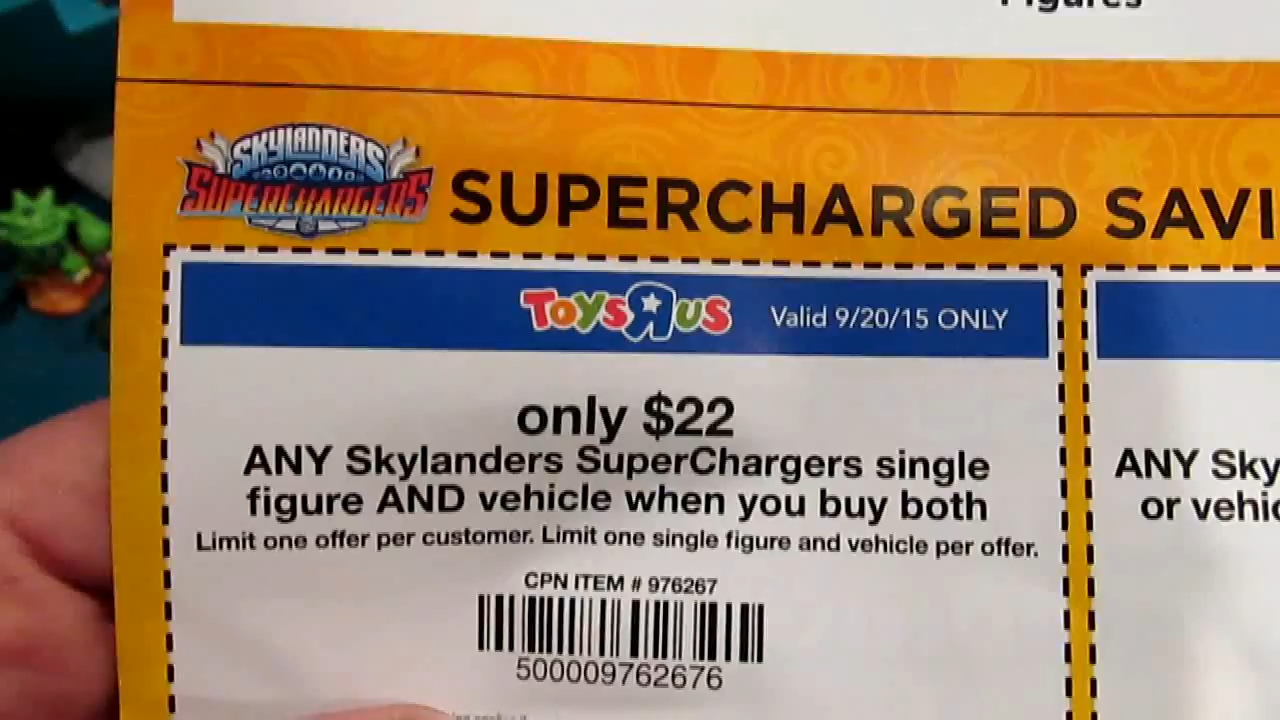 Figures
SKYLANDERS
SUPERCHARGERS
SUPERCHARGED SAVI
TOYS R US
Valid 9/20/15 ONLY
only $22
ANY Skylanders SuperChargers single
figure AND vehicle when you buy both
Limit one offer per customer. Limit one single figure and vehicle per offer.
CPN ITEM # 976267
500009762676
ANY Sky
or vehic